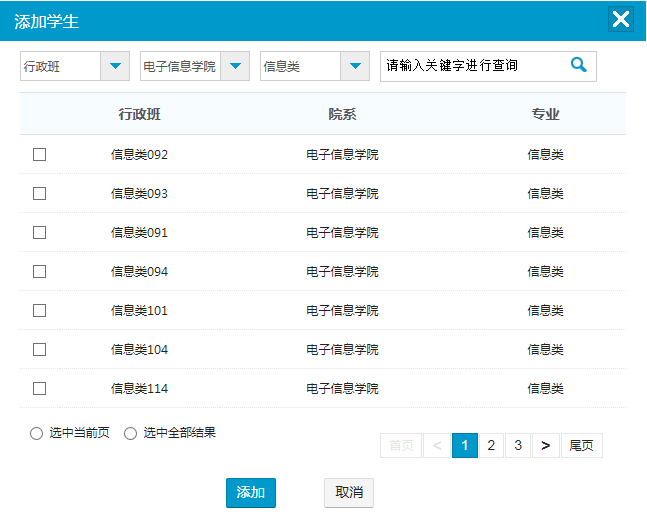 添加学生
行政班 电子信息学院 信息类 请输入关键字进行查询
行政班 院系 专业
信息类092 电子信息学院 信息类
信息类093 电子信息学院 信息类
信息类091 电子信息学院 信息类
信息类094 电子信息学院 信息类
信息类101 电子信息学院 信息类
信息类104 电子信息学院 信息类
信息类114 电子信息学院 信息类
选中当前页 选中全部结果
首页 < 1 2 3 > 尾页
添加 取消